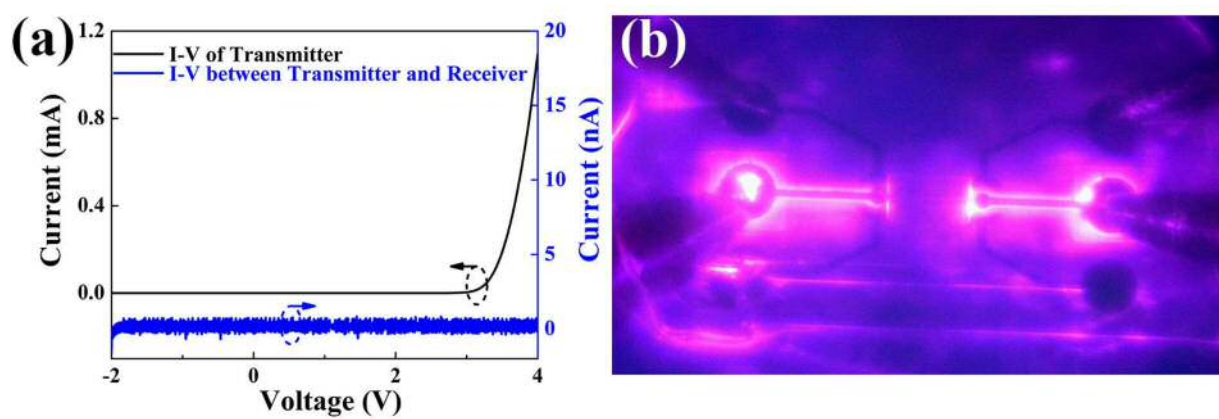 (a)
1.2
0.8
0.4
0.0
Current (mA)
I-V of Transmitter
I-V between Transmitter and Receiver
20
15
10
5
0
Current (nA)
-2
0
2
4
Voltage (V)
(b)